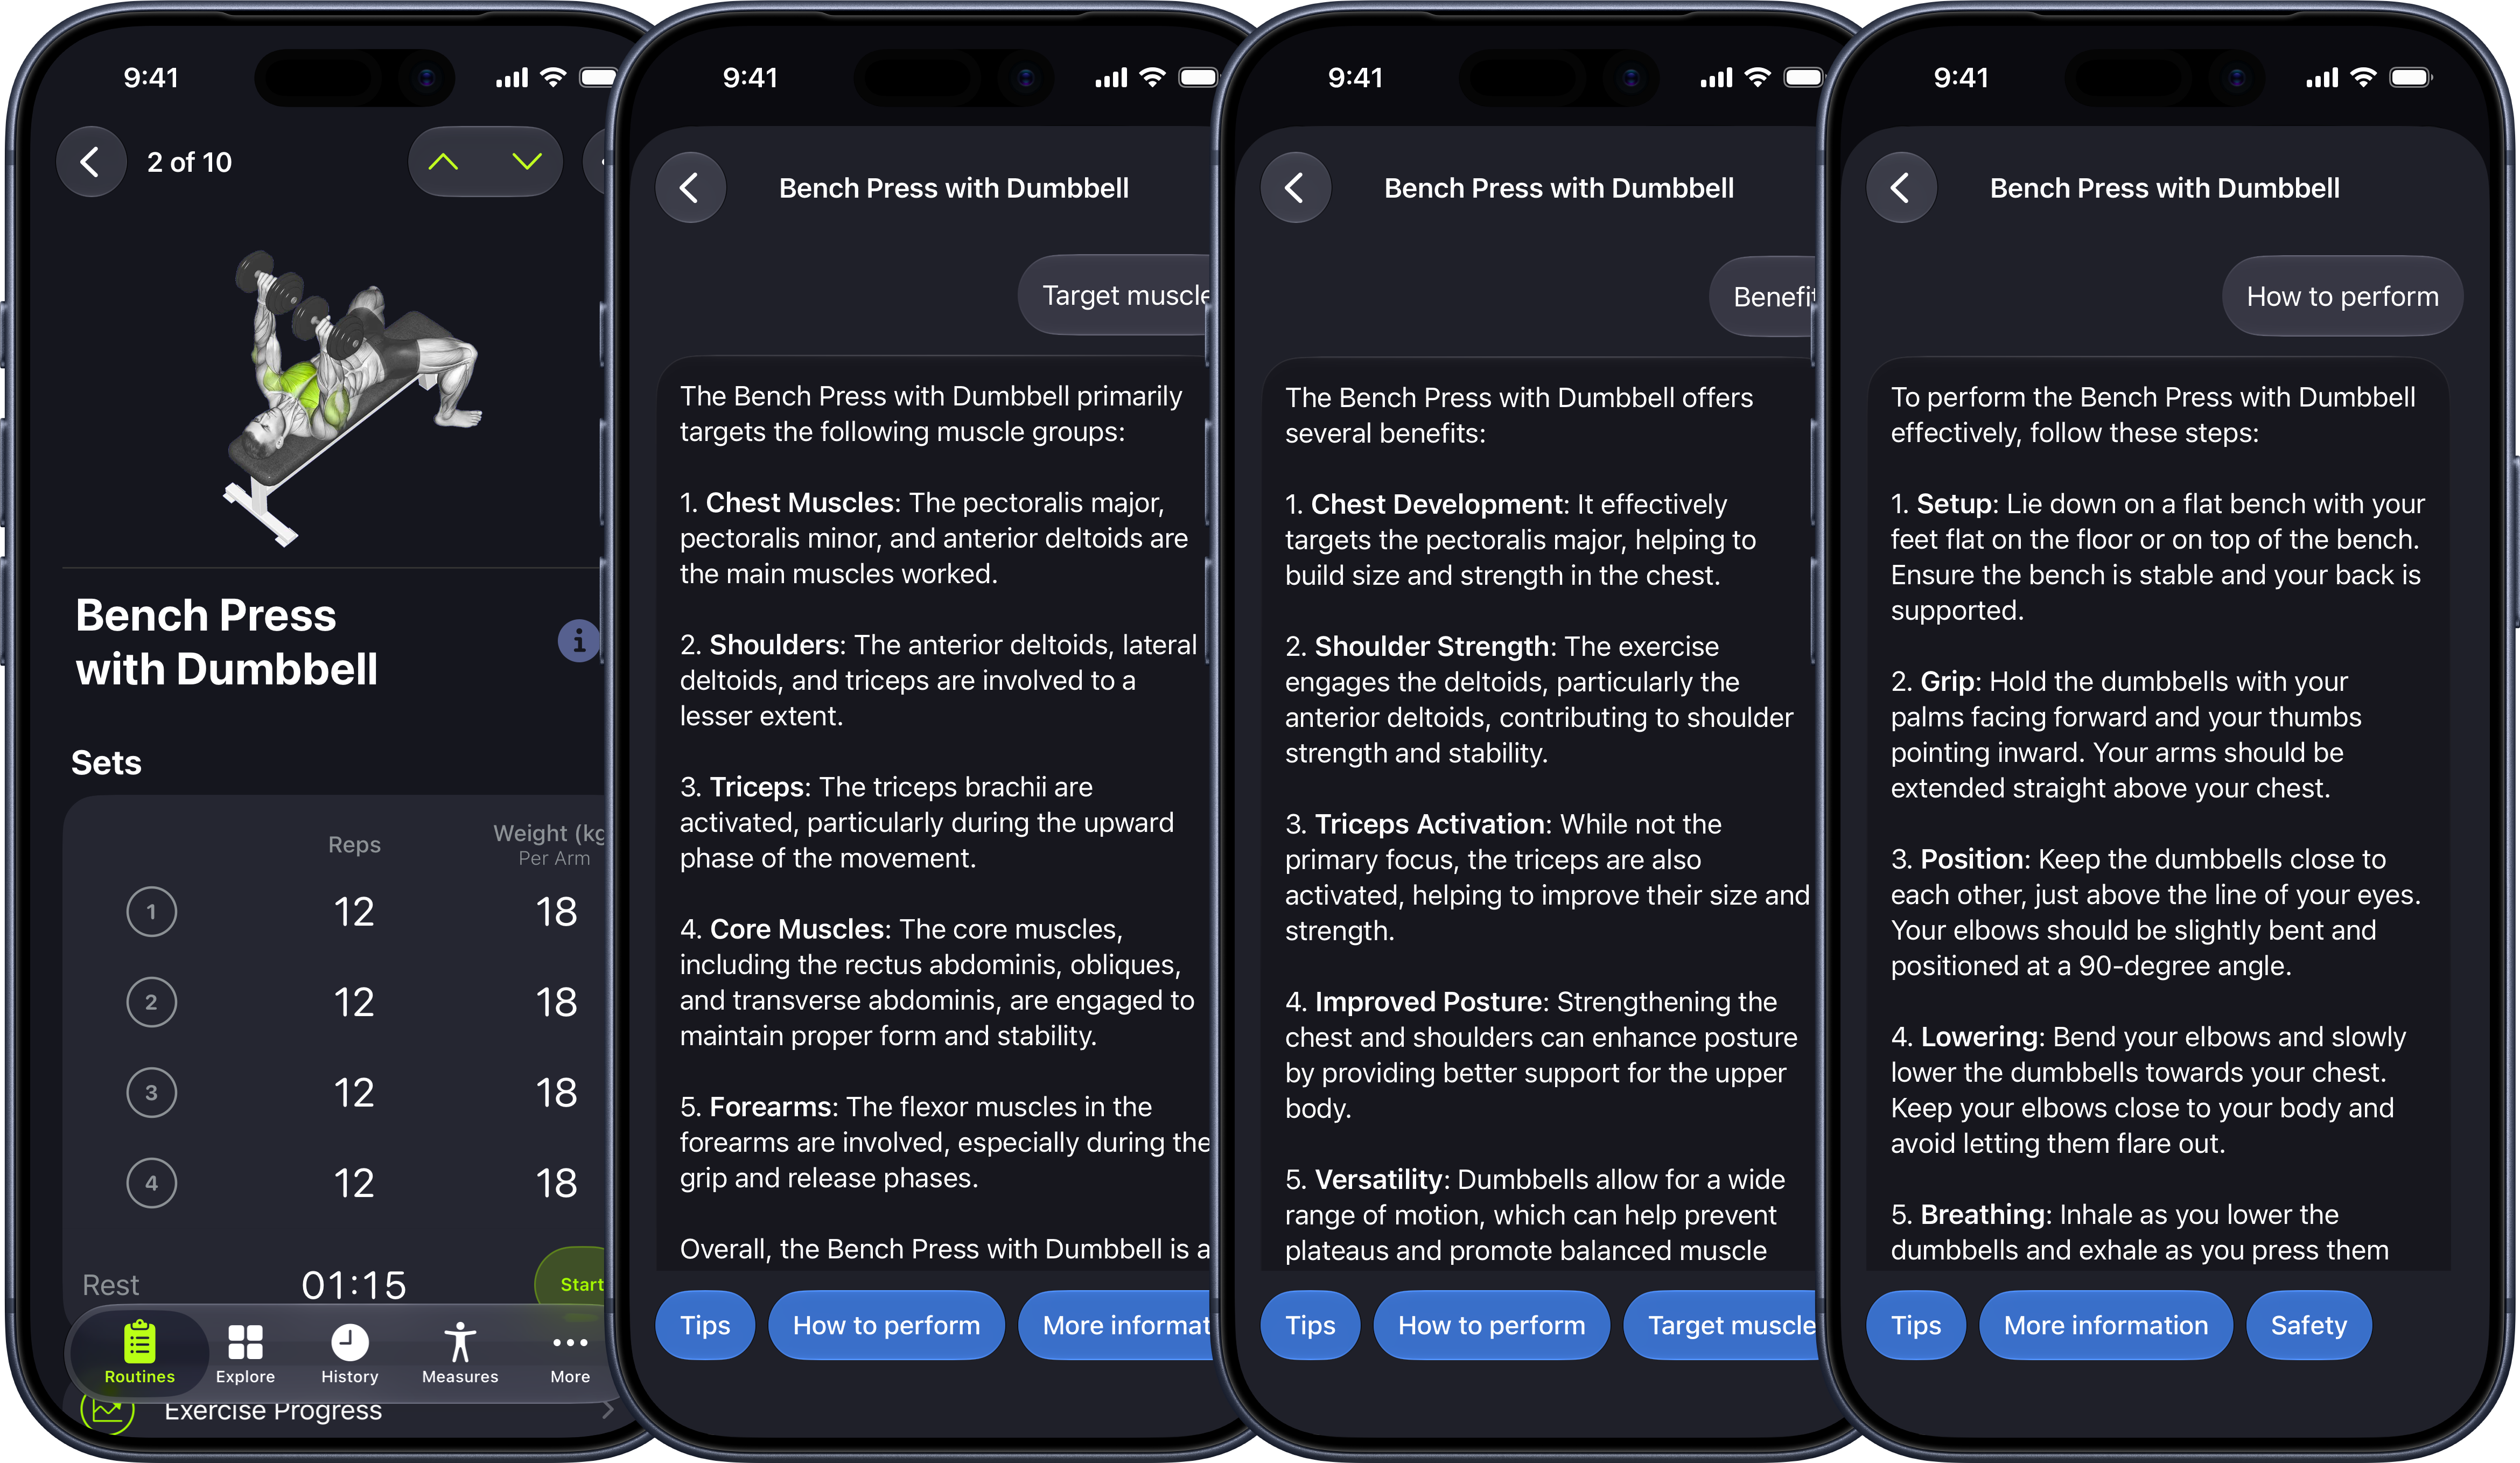 9:41
2 of 10
Bench Press
with Dumbbell
Sets
Reps
Weight (kg
Per Arm
1
12
18
2
12
18
3
12
18
4
12
18
Rest
01:15
Start
Routines
Explore
History
Measures
More
Exercise Progress
9:41
Bench Press with Dumbbell
Target muscle
The Bench Press with Dumbbell primarily
targets the following muscle groups:
1. Chest Muscles: The pectoralis major,
pectoralis minor, and anterior deltoids are
the main muscles worked.
2. Shoulders: The anterior deltoids, lateral
deltoids, and triceps are involved to a
lesser extent.
3. Triceps: The triceps brachii are
activated, particularly during the upward
phase of the movement.
4. Core Muscles: The core muscles,
including the rectus abdominis, obliques,
and transverse abdominis, are engaged to
maintain proper form and stability.
5. Forearms: The flexor muscles in the
forearms are involved, especially during the
grip and release phases.
Overall, the Bench Press with Dumbbell is a
Tips
How to perform
More informat
9:41
Bench Press with Dumbbell
Benefit
The Bench Press with Dumbbell offers
several benefits:
1. Chest Development: It effectively
targets the pectoralis major, helping to
build size and strength in the chest.
2. Shoulder Strength: The exercise
engages the deltoids, particularly the
anterior deltoids, contributing to shoulder
strength and stability.
3. Triceps Activation: While not the
primary focus, the triceps are also
activated, helping to improve their size and
strength.
4. Improved Posture: Strengthening the
chest and shoulders can enhance posture
by providing better support for the upper
body.
5. Versatility: Dumbbells allow for a wide
range of motion, which can help prevent
plateaus and promote balanced muscle
Tips
How to perform
Target muscle
9:41
Bench Press with Dumbbell
How to perform
To perform the Bench Press with Dumbbell
effectively, follow these steps:
1. Setup: Lie down on a flat bench with your
feet flat on the floor or on top of the bench.
Ensure the bench is stable and your back is
supported.
2. Grip: Hold the dumbbells with your
palms facing forward and your thumbs
pointing inward. Your arms should be
extended straight above your chest.
3. Position: Keep the dumbbells close to
each other, just above the line of your eyes.
Your elbows should be slightly bent and
positioned at a 90-degree angle.
4. Lowering: Bend your elbows and slowly
lower the dumbbells towards your chest.
Keep your elbows close to your body and
avoid letting them flare out.
5. Breathing: Inhale as you lower the
dumbbells and exhale as you press them
Tips
More information
Safety